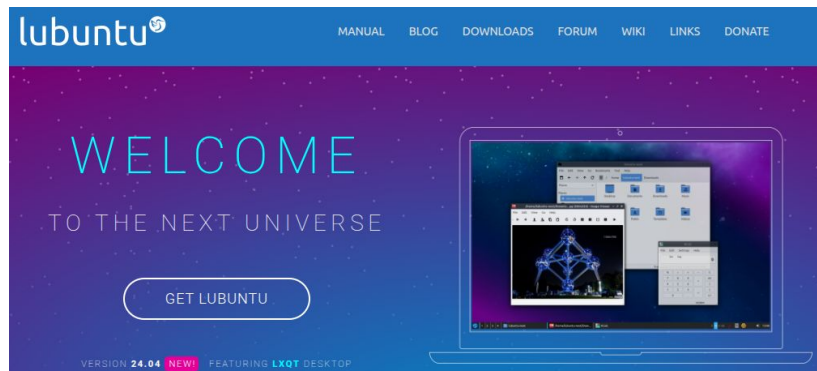 lubuntu
MANUAL BLOG DOWNLOADS FORUM WIKI LINKS DONATE
WELCOME
TO THE NEXT UNIVERSE
GET LUBUNTU
VERSION 24.04 NEW! FEATURING LXQT DESKTOP